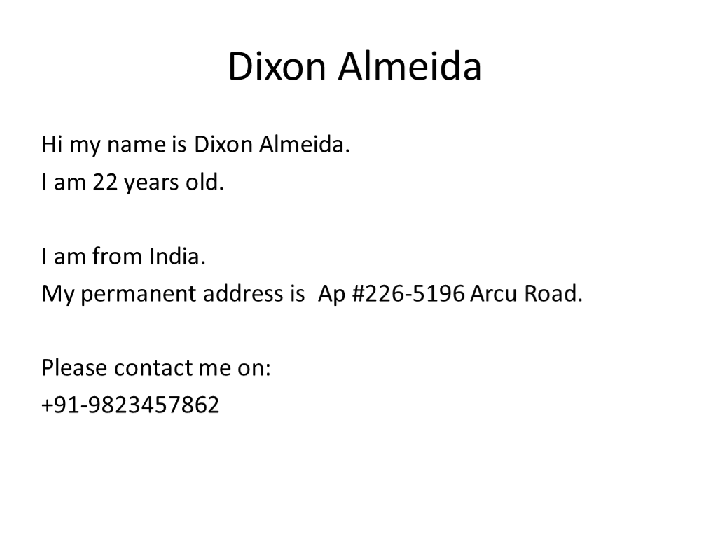 Dixon Almeida
Hi my name is Dixon Almeida.
I am 22 years old.
I am from India.
My permanent address is  Ap #226-5196 Arcu Road.
Please contact me on:
+91-9823457862